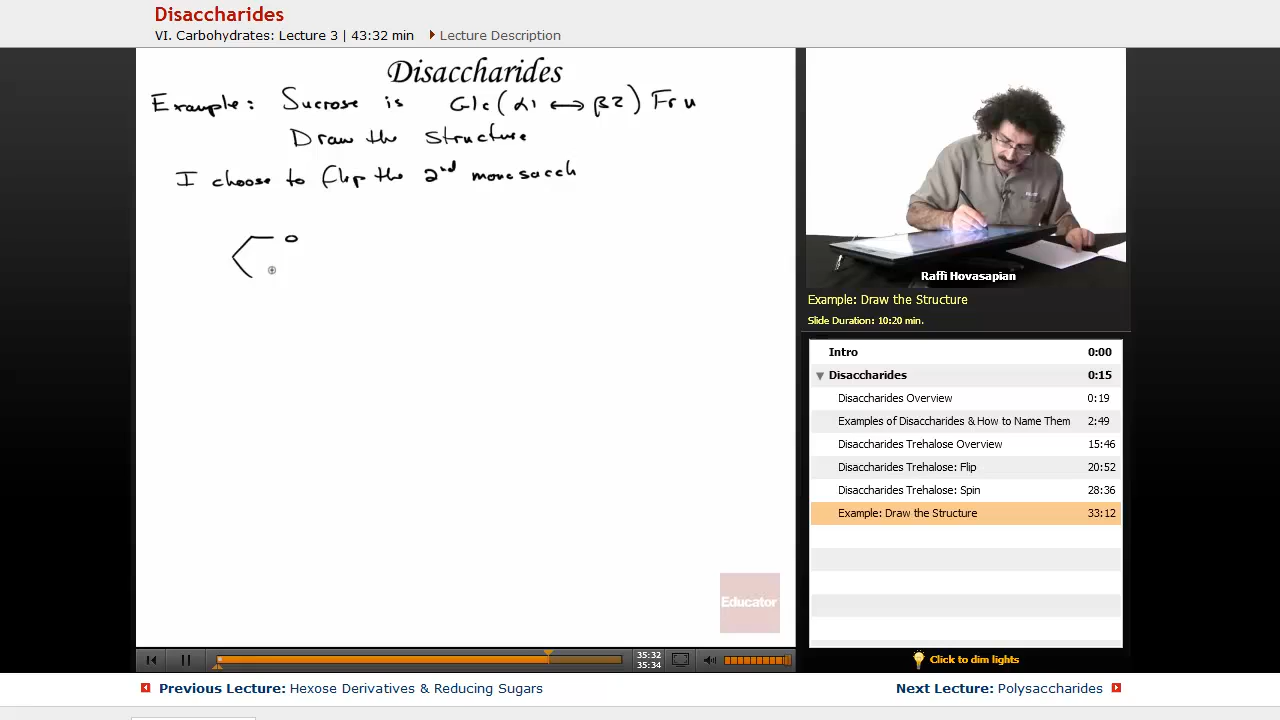 Disaccharides
VI. Carbohydrates: Lecture 3 | 43:32 min
Lecture Description
Disaccharides
Example: Sucrose is Glc(α1 ↔ β2) Fru
Draw the structure
I choose to flip the 2nd monosacch
O
Raffi Hovasapian
Example: Draw the Structure
Slide Duration: 10:20 min.
Intro 0:00
Disaccharides 0:15
Disaccharides Overview 0:19
Examples of Disaccharides & How to Name Them 2:49
Disaccharides Trehalose Overview 15:46
Disaccharides Trehalose: Flip 20:52
Disaccharides Trehalose: Spin 28:36
Example: Draw the Structure 33:12
Educator
35:32
35:34
Click to dim lights
Previous Lecture: Hexose Derivatives & Reducing Sugars
Next Lecture: Polysaccharides